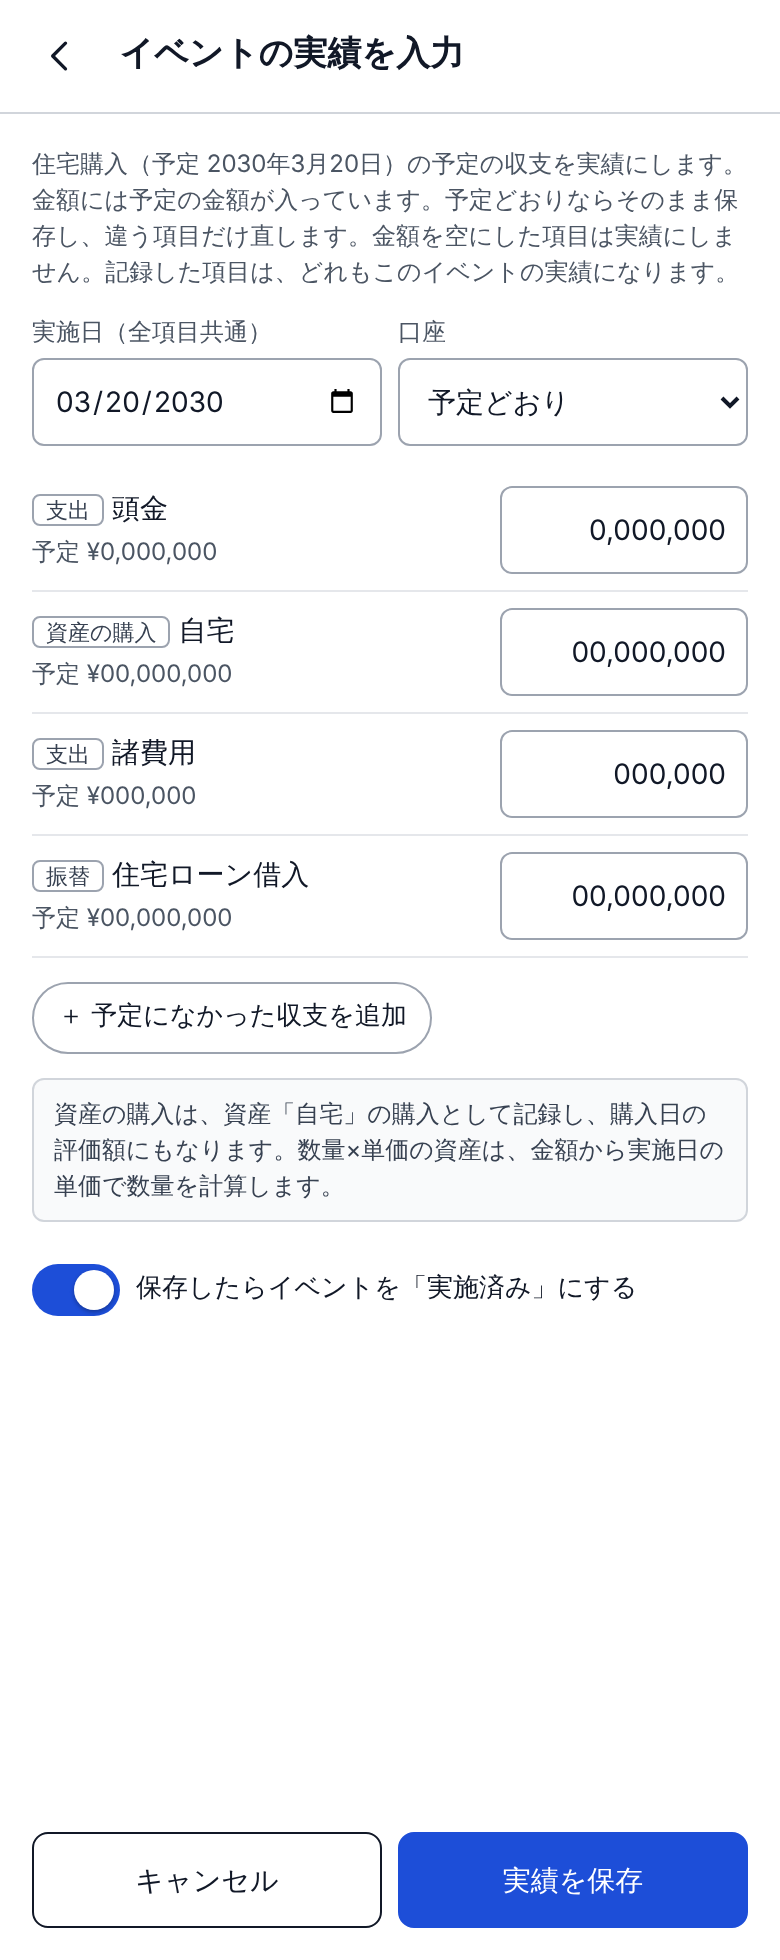 イベントの実績を入力
住宅購入（予定 2030年3月20日）の予定の収支を実績にします。
金額には予定の金額が入っています。予定どおりならそのまま保
存し、違う項目だけ直します。金額を空にした項目は実績にしま
せん。記録した項目は、どれもこのイベントの実績になります。
実施日（全項目共通） 口座
03/20/2030 予定どおり
支出 頭金 0,000,000
予定 ¥0,000,000
資産の購入 自宅 00,000,000
予定 ¥00,000,000
支出 諸費用 000,000
予定 ¥000,000
振替 住宅ローン借入 00,000,000
予定 ¥00,000,000
＋ 予定になかった収支を追加
資産の購入は、資産「自宅」の購入として記録し、購入日の
評価額にもなります。数量×単価の資産は、金額から実施日の
単価で数量を計算します。
保存したらイベントを「実施済み」にする
キャンセル 実績を保存